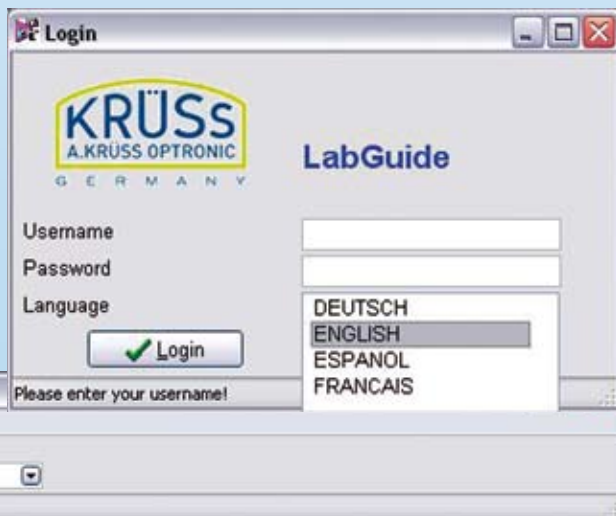 Login
KRÜSS
A.KRÜSS OPTRONIC
GERMANY
LabGuide
Username
Password
Language
DEUTSCH
ENGLISH
ESPANOL
FRANCAIS
Login
Please enter your username!